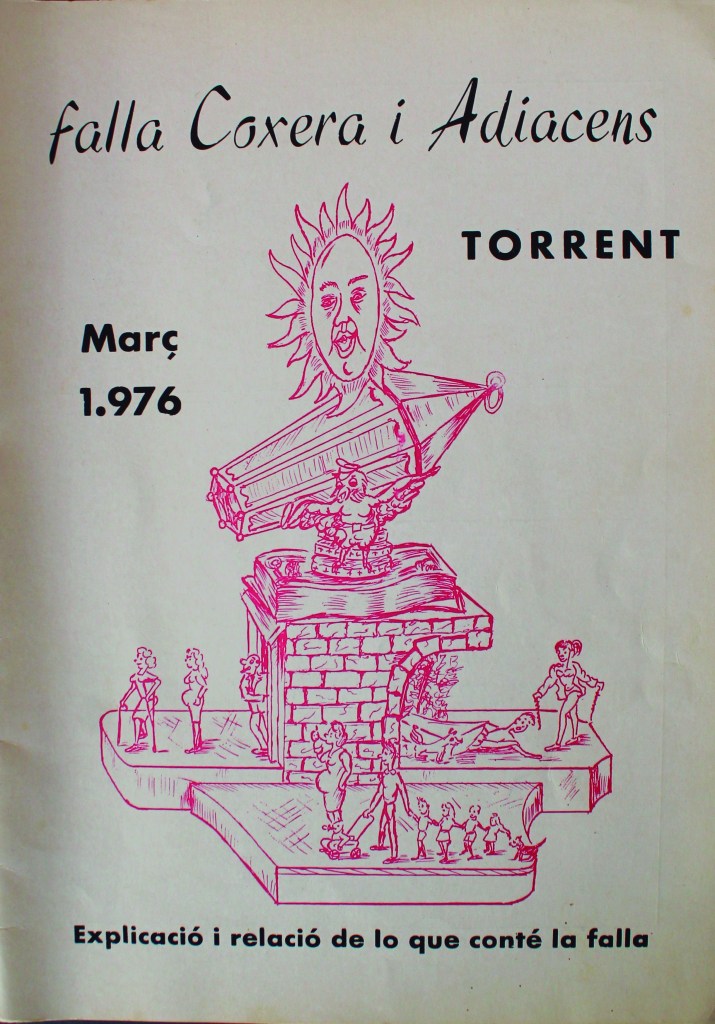 falla Coxera i Adiacens
TORRENT
Març
1.976
Explicació i relació de lo que conté la falla